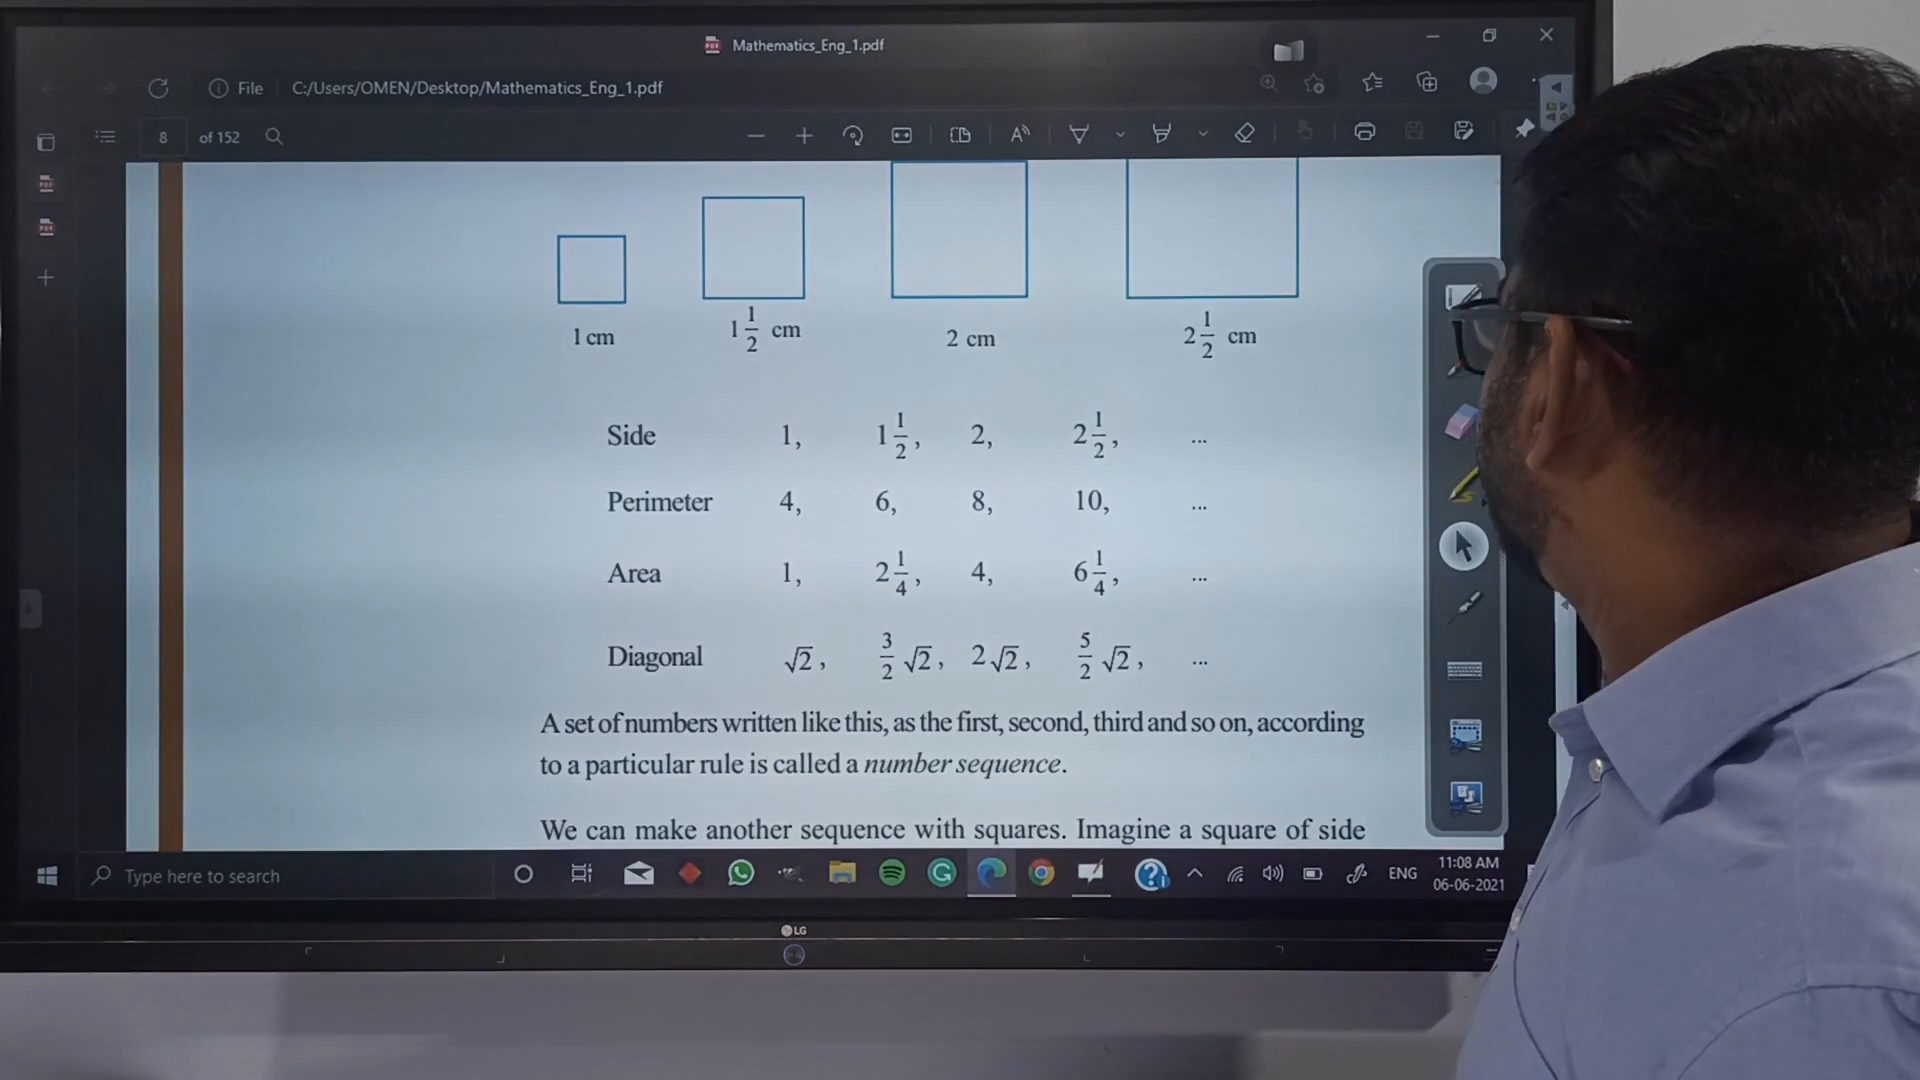 Mathematics_Eng_1.pdf
File C:/Users/OMEN/Desktop/Mathematics_Eng_1.pdf
8 of 152
1 cm 1 1/2 cm 2 cm 2 1/2 cm
Side 1, 1 1/2, 2, 2 1/2, ...
Perimeter 4, 6, 8, 10, ...
Area 1, 2 1/4, 4, 6 1/4, ...
Diagonal √2, 3/2 √2, 2√2, 5/2 √2, ...
A set of numbers written like this, as the first, second, third and so on, according
to a particular rule is called a number sequence.
We can make another sequence with squares. Imagine a square of side
Type here to search
ENG
11:08 AM
06-06-2021
LG